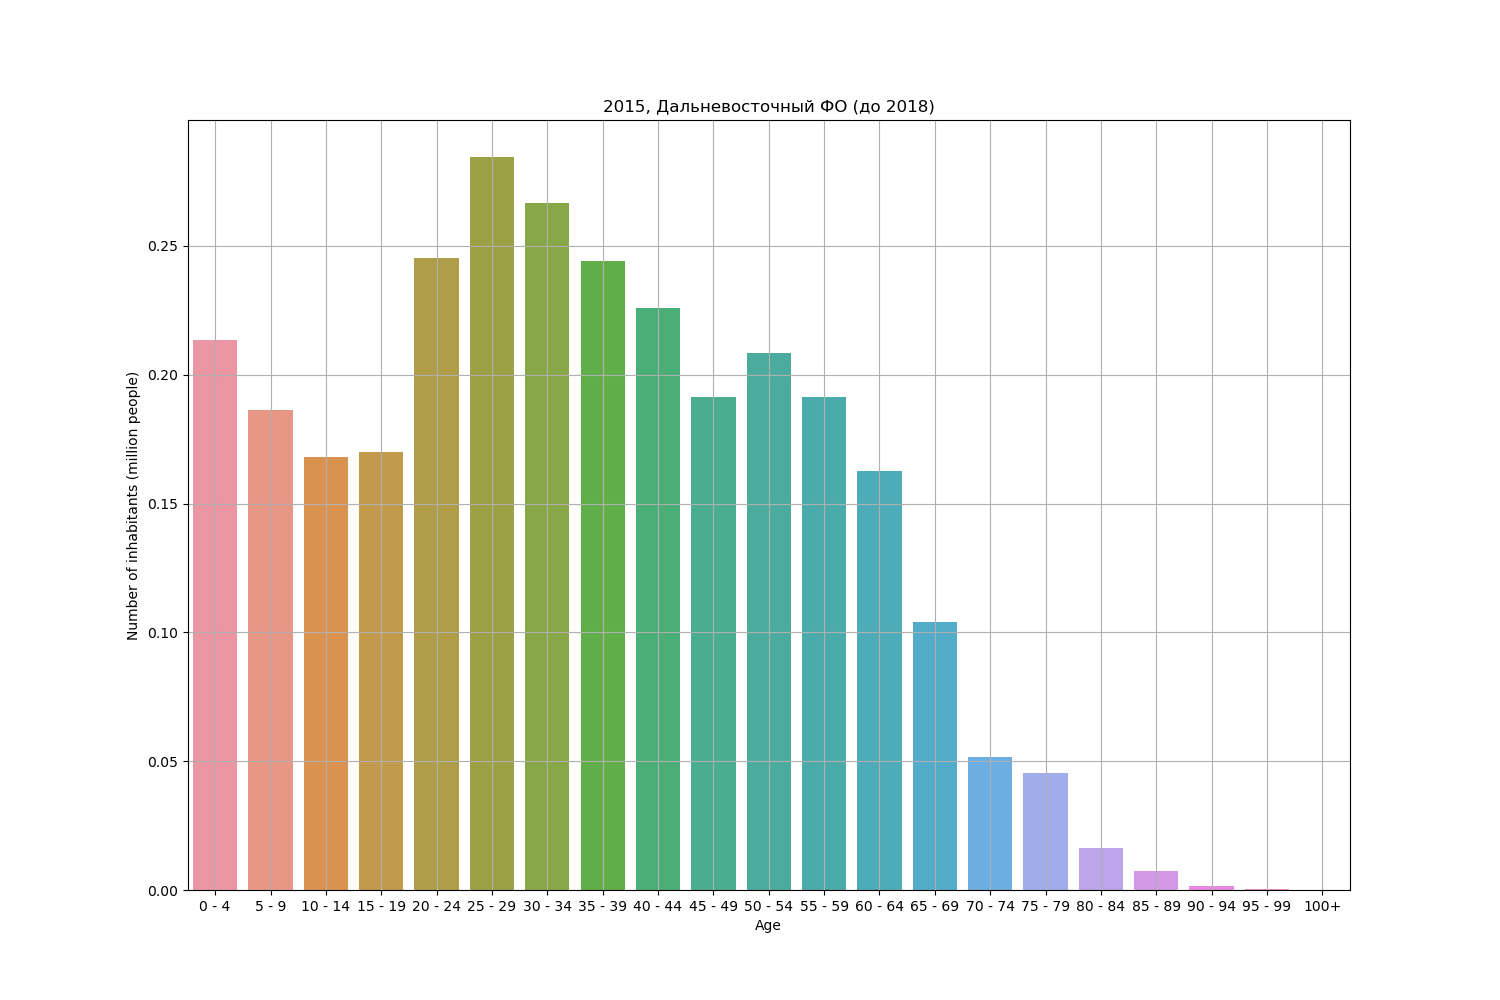 2015, Дальневосточный ФО (до 2018)
Number of inhabitants (million people)
0.25
0.20
0.15
0.10
0.05
0.00
0 - 4 5 - 9 10 - 14 15 - 19 20 - 24 25 - 29 30 - 34 35 - 39 40 - 44 45 - 49 50 - 54 55 - 59 60 - 64 65 - 69 70 - 74 75 - 79 80 - 84 85 - 89 90 - 94 95 - 99 100+
Age